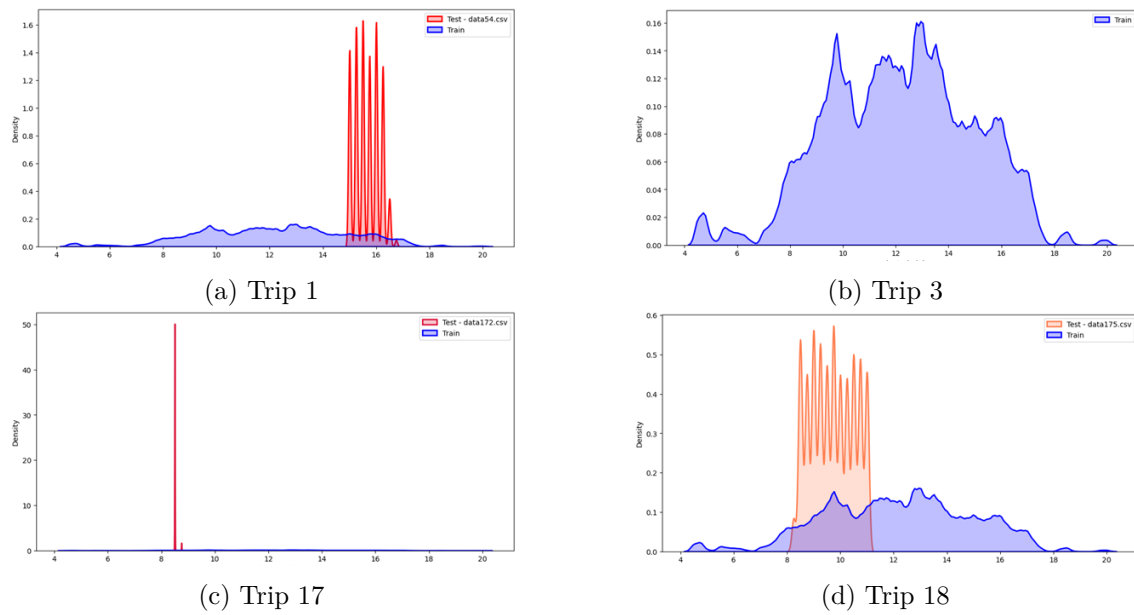 Test - data54.csv
Train
Density
1.6
1.4
1.2
1.0
0.8
0.6
0.4
0.2
0.0
4 6 8 10 12 14 16 18 20
(a) Trip 1
Train
0.16
0.14
0.12
0.10
0.08
0.06
0.04
0.02
0.00
4 6 8 10 12 14 16 18 20
(b) Trip 3
Test - data172.csv
Train
Density
50
40
30
20
10
0
4 6 8 10 12 14 16 18 20
(c) Trip 17
Test - data175.csv
Train
Density
0.6
0.5
0.4
0.3
0.2
0.1
0.0
4 6 8 10 12 14 16 18 20
(d) Trip 18